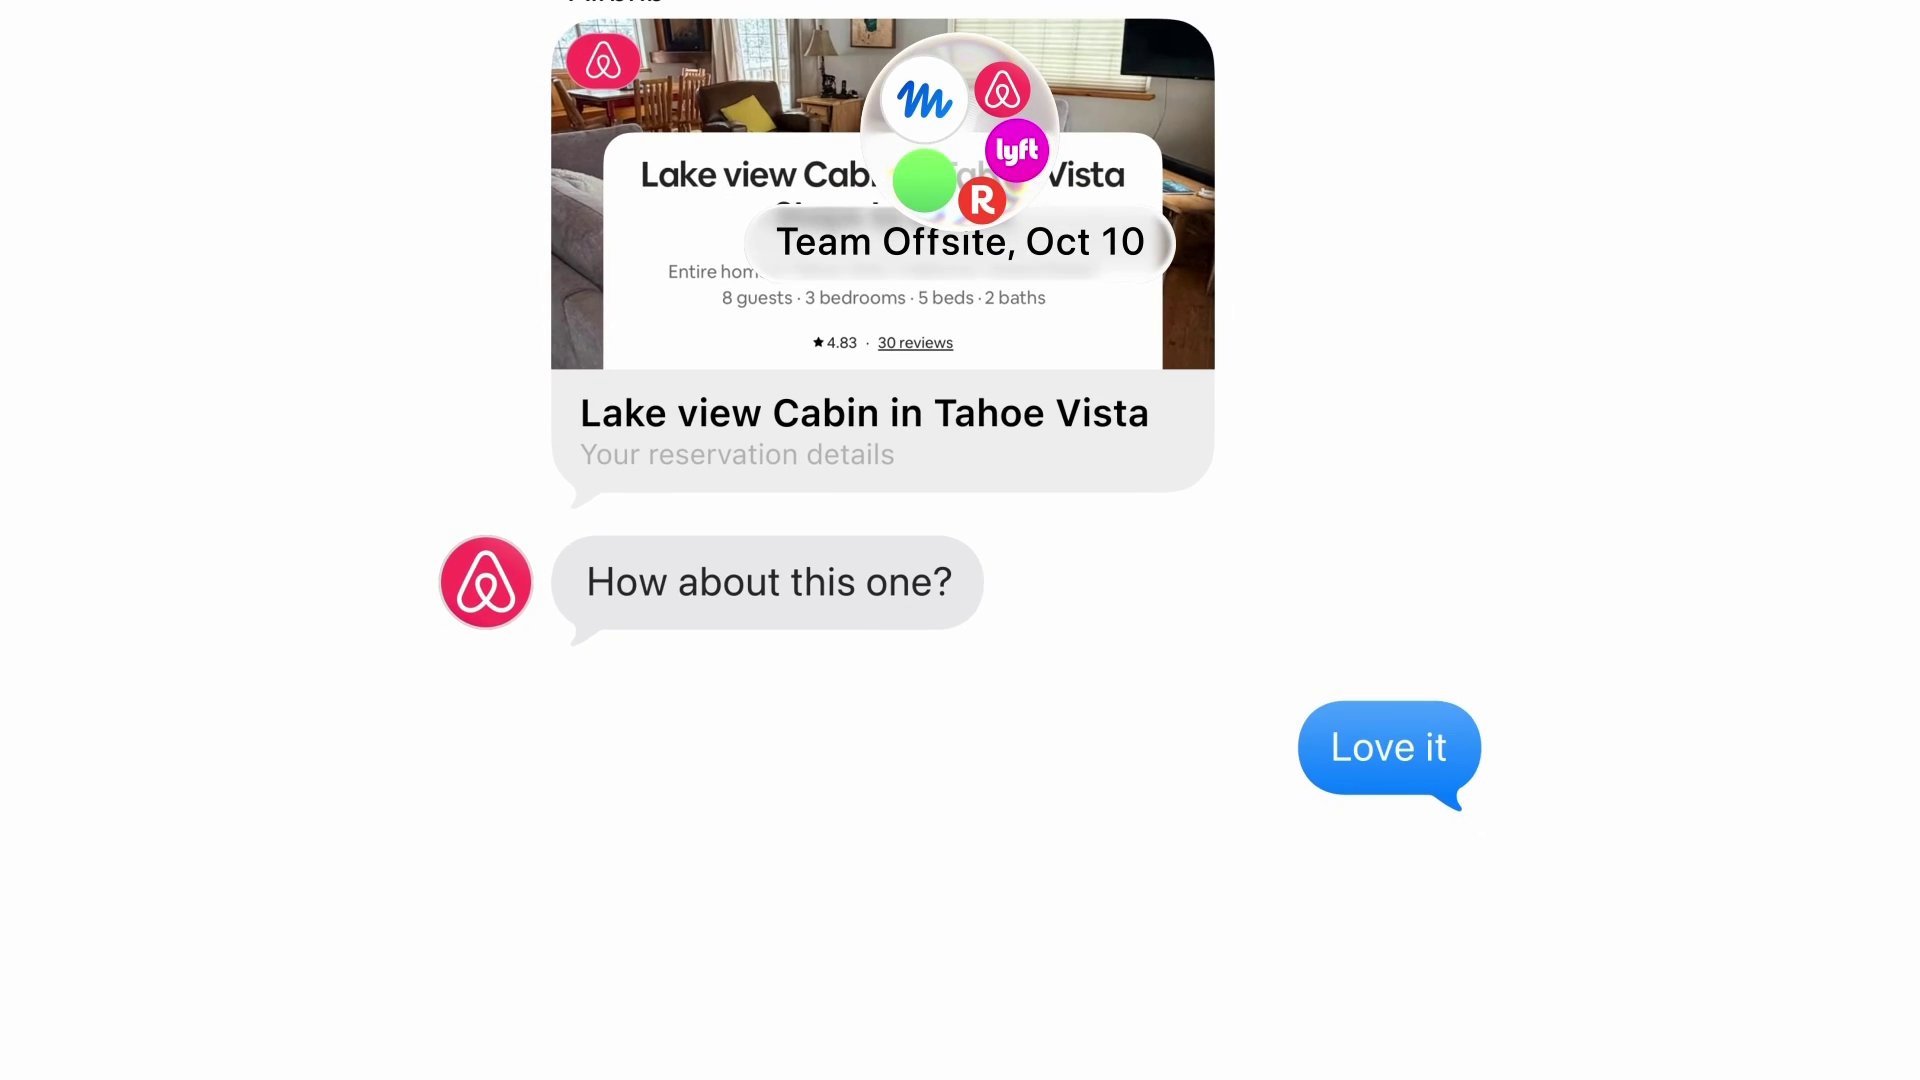 Lake view Cab
Vista
lyft
R
Team Offsite, Oct 10
Entire hom
8 guests · 3 bedrooms · 5 beds · 2 baths
★ 4.83 · 30 reviews
Lake view Cabin in Tahoe Vista
Your reservation details
How about this one?
Love it